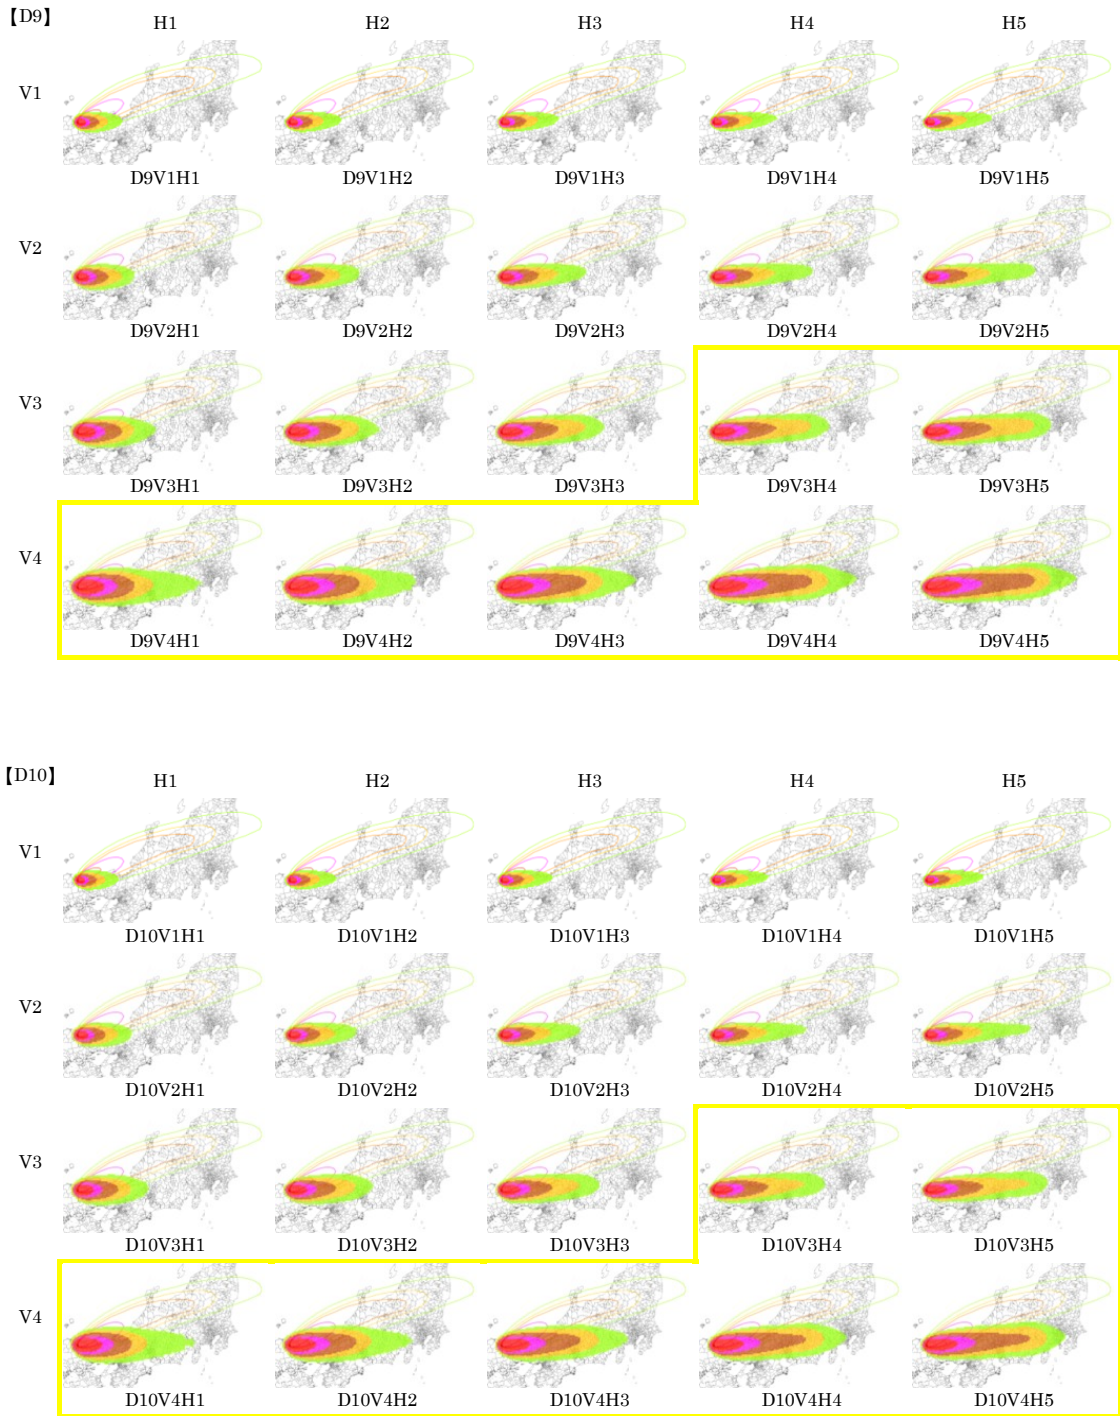 【D9】
H1 H2 H3 H4 H5
V1
D9V1H1 D9V1H2 D9V1H3 D9V1H4 D9V1H5
V2
D9V2H1 D9V2H2 D9V2H3 D9V2H4 D9V2H5
V3
D9V3H1 D9V3H2 D9V3H3 D9V3H4 D9V3H5
V4
D9V4H1 D9V4H2 D9V4H3 D9V4H4 D9V4H5
【D10】
H1 H2 H3 H4 H5
V1
D10V1H1 D10V1H2 D10V1H3 D10V1H4 D10V1H5
V2
D10V2H1 D10V2H2 D10V2H3 D10V2H4 D10V2H5
V3
D10V3H1 D10V3H2 D10V3H3 D10V3H4 D10V3H5
V4
D10V4H1 D10V4H2 D10V4H3 D10V4H4 D10V4H5